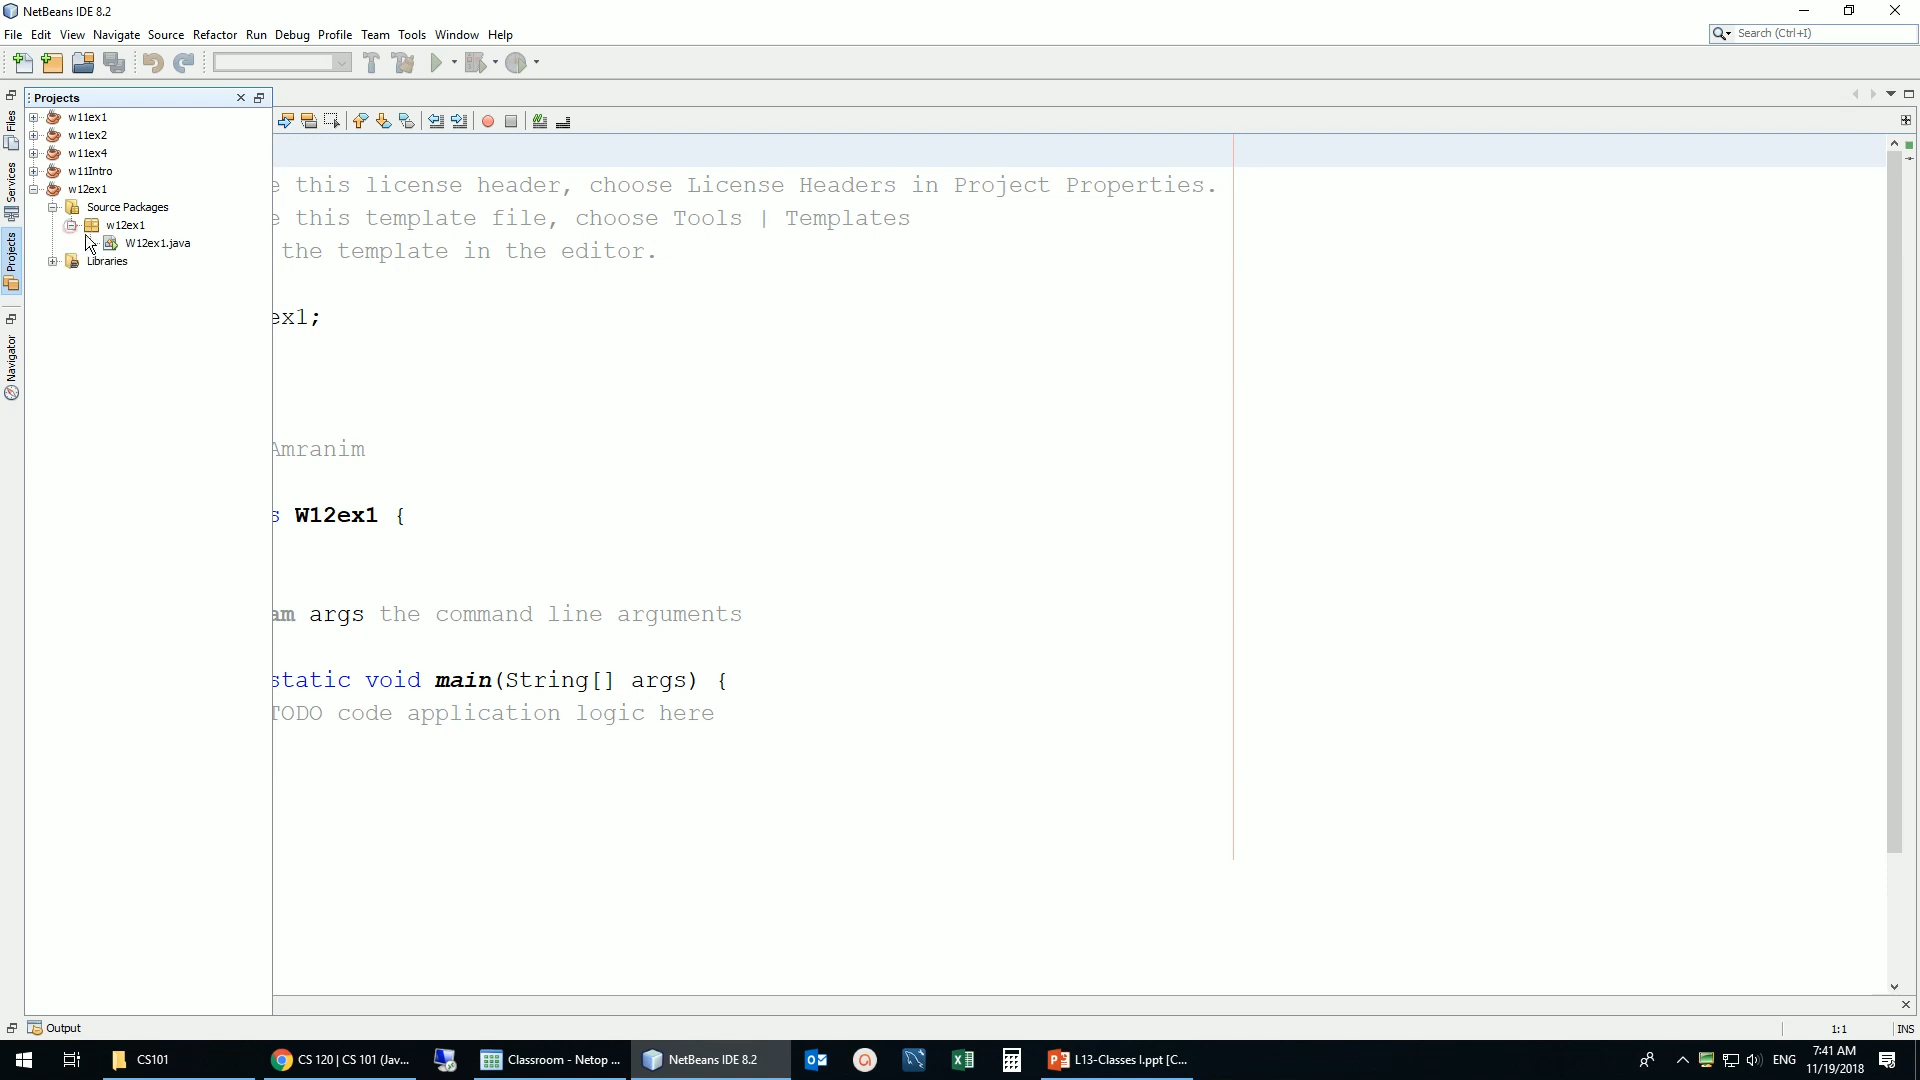 NetBeans IDE 8.2
File Edit View Navigate Source Refactor Run Debug Profile Team Tools Window Help
Search (Ctrl+I)
Projects
w11ex1
w11ex2
w11ex4
w11Intro
w12ex1
Source Packages
w12ex1
W12ex1.java
Libraries
Files
Services
Projects
Navigator
this license header, choose License Headers in Project Properties.
this template file, choose Tools | Templates
the template in the editor.
ex1;
Amranim
W12ex1 {
args the command line arguments
static void main(String[] args) {
TODO code application logic here
Output
1:1
INS
CS101
CS 120 | CS 101 (Jav...
Classroom - Netop ...
NetBeans IDE 8.2
L13-Classes I.ppt [C...
ENG
7:41 AM
11/19/2018